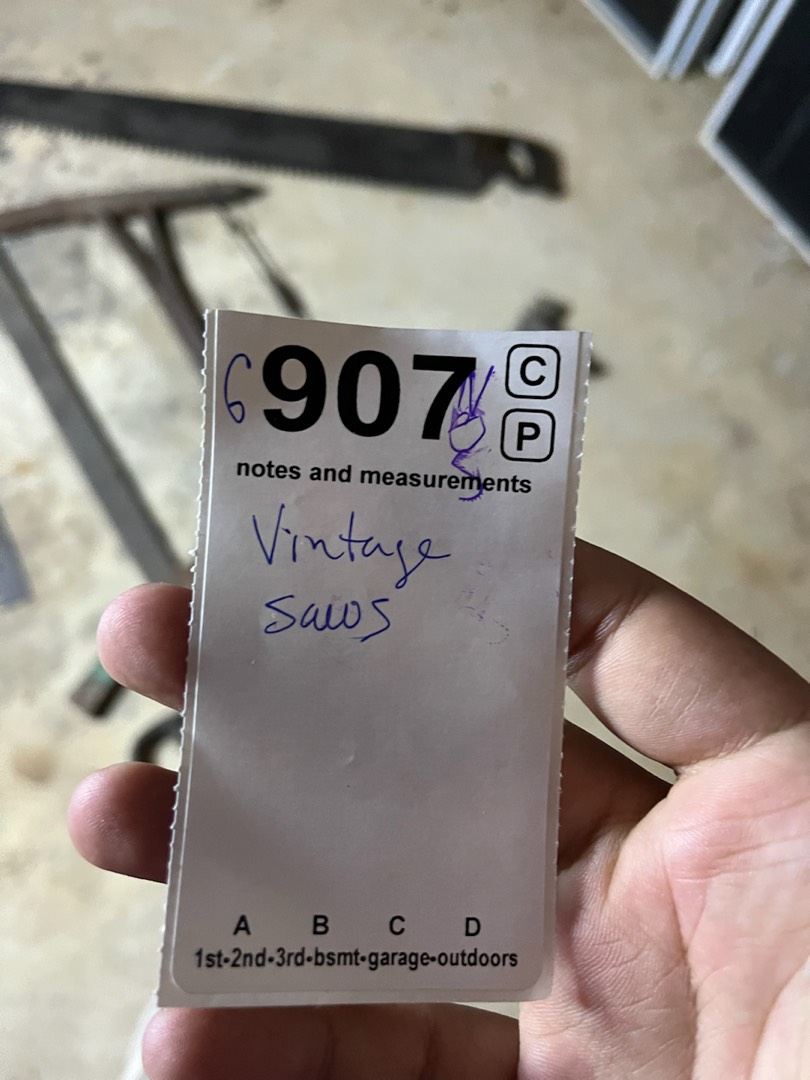 6907 C
P
notes and measurements
Vintage
saws
A B C D
1st-2nd-3rd-bsmt-garage-outdoors